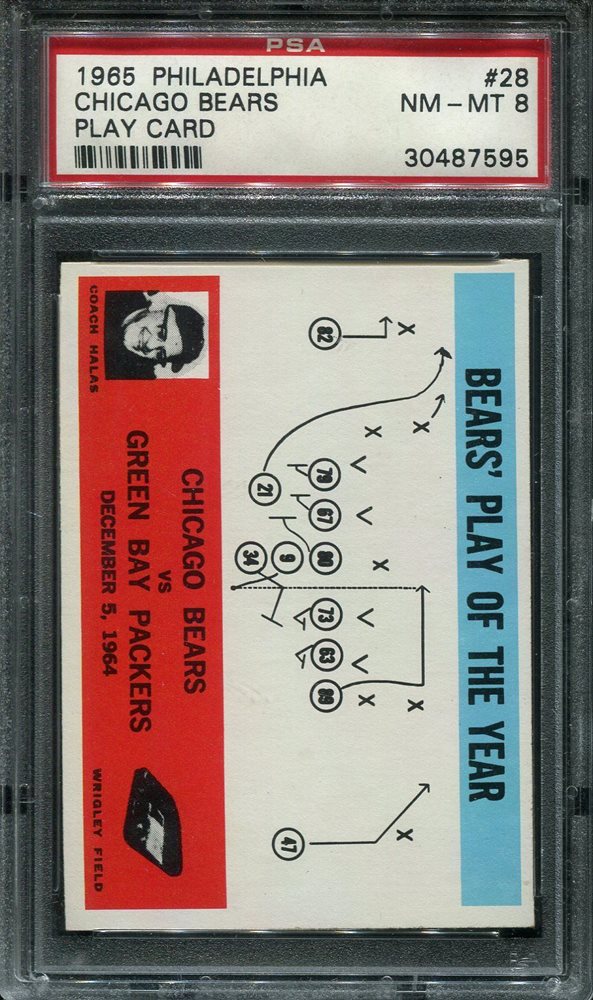 PSA
1965 PHILADELPHIA #28
CHICAGO BEARS NM - MT 8
PLAY CARD
30487595
BEARS' PLAY OF THE YEAR
82 X
X
X
21
79
67
80 X
9
34
73
63
89 X X
47 X
CHICAGO BEARS
VS
GREEN BAY PACKERS
DECEMBER 5, 1964
COACH HALAS
WRIGLEY FIELD